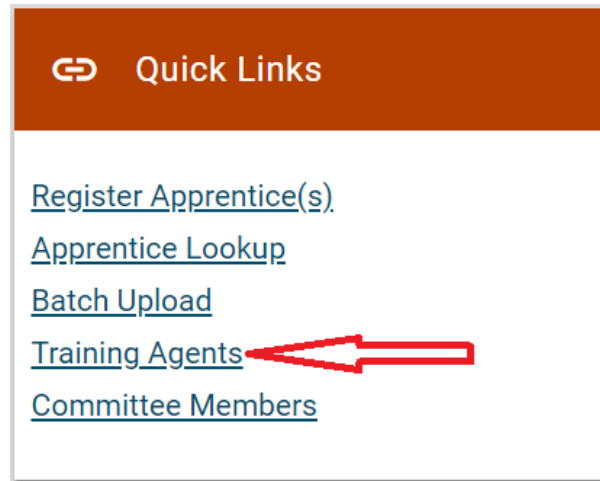 Quick Links
Register Apprentice(s)
Apprentice Lookup
Batch Upload
Training Agents
Committee Members